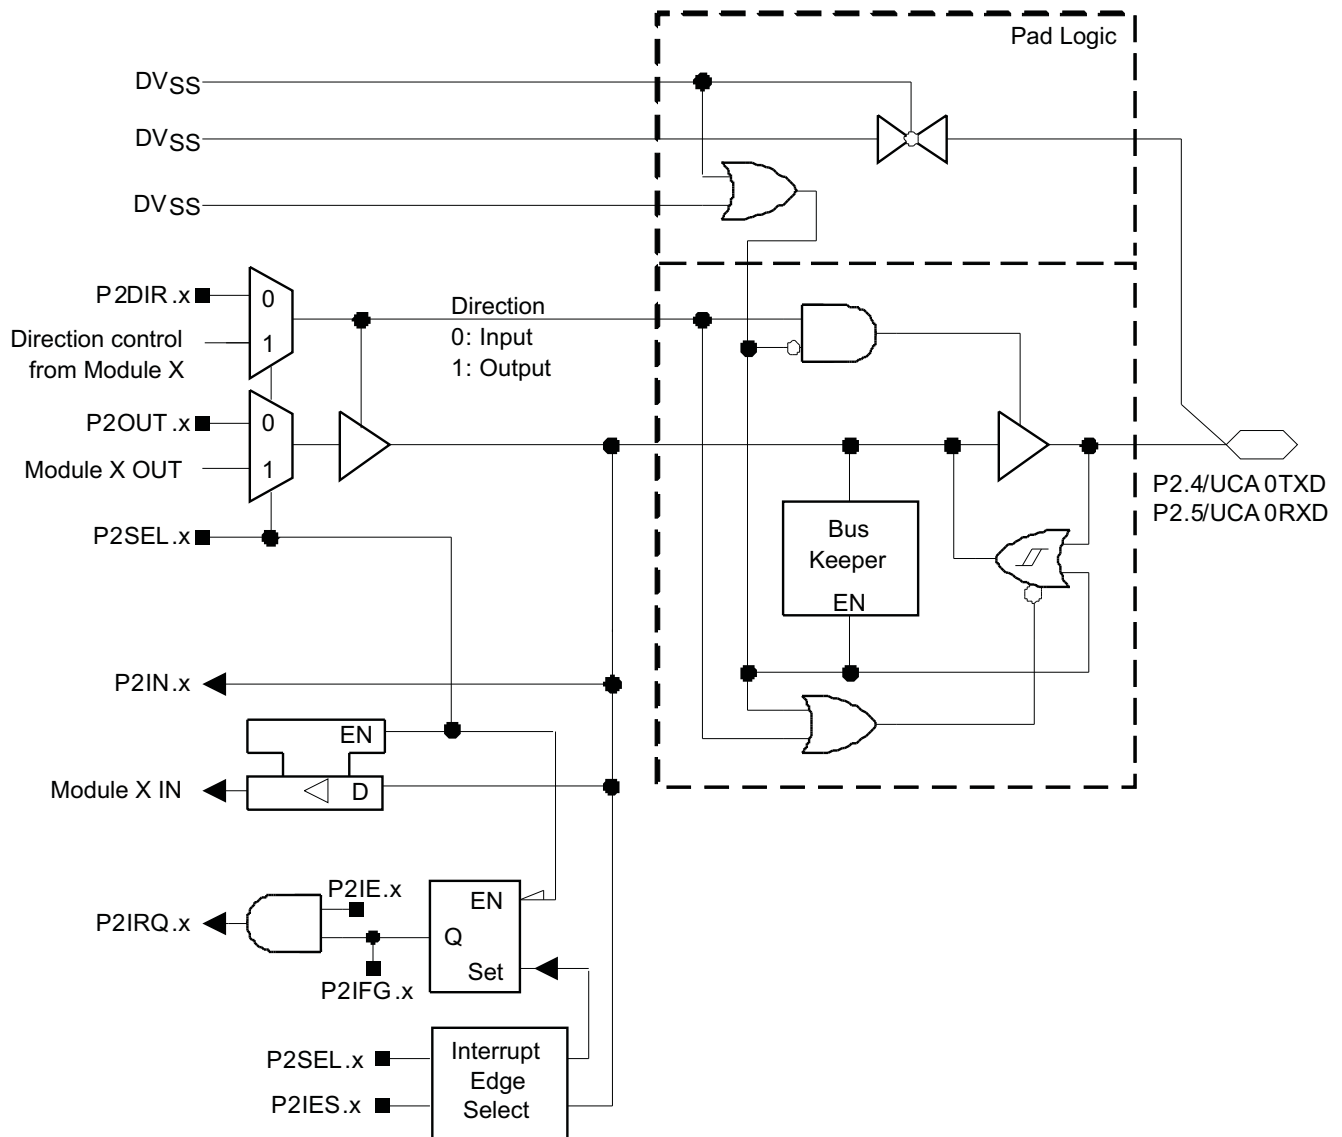 Pad Logic
DVSS
DVSS
DVSS
P2DIR.x
0
Direction control
from Module X
1
Direction
0: Input
1: Output
P2OUT.x
0
Module X OUT
1
P2SEL.x
P2.4/UCA0TXD
P2.5/UCA0RXD
Bus
Keeper
EN
P2IN.x
EN
Module X IN
D
P2IE.x
P2IRQ.x
EN
Q
Set
P2IFG.x
P2SEL.x
P2IES.x
Interrupt
Edge
Select